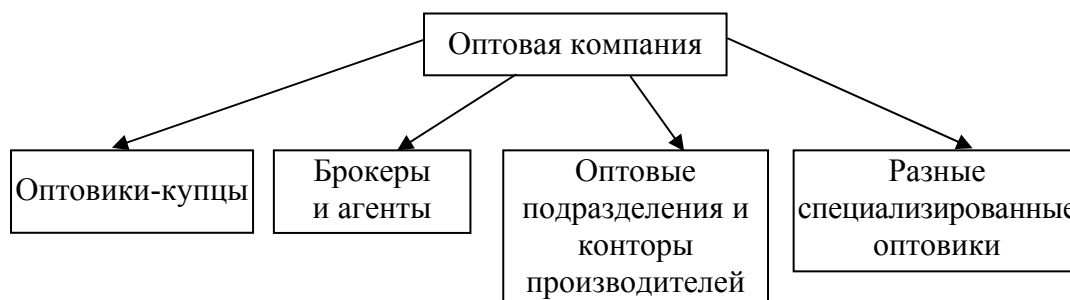 Оптовая компания
Оптовики-купцы
Брокеры
и агенты
Оптовые
подразделения и
конторы
производителей
Разные
специализированные
оптовики